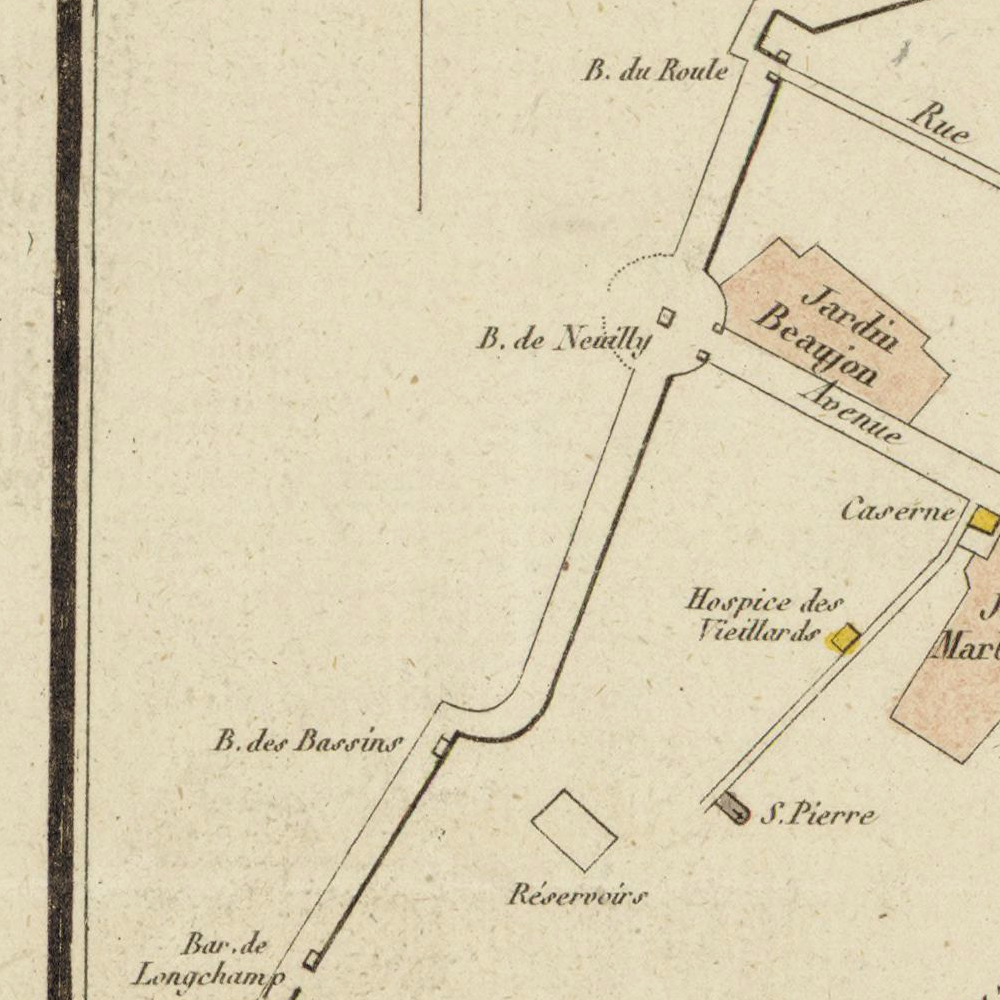 B. du Roule
Rue
Jardin
Beaujon
B. de Neuilly
Avenue
Caserne
Hospice des
Vieillards
B. des Bassins
S. Pierre
Réservoirs
Bar. de
Longchamp